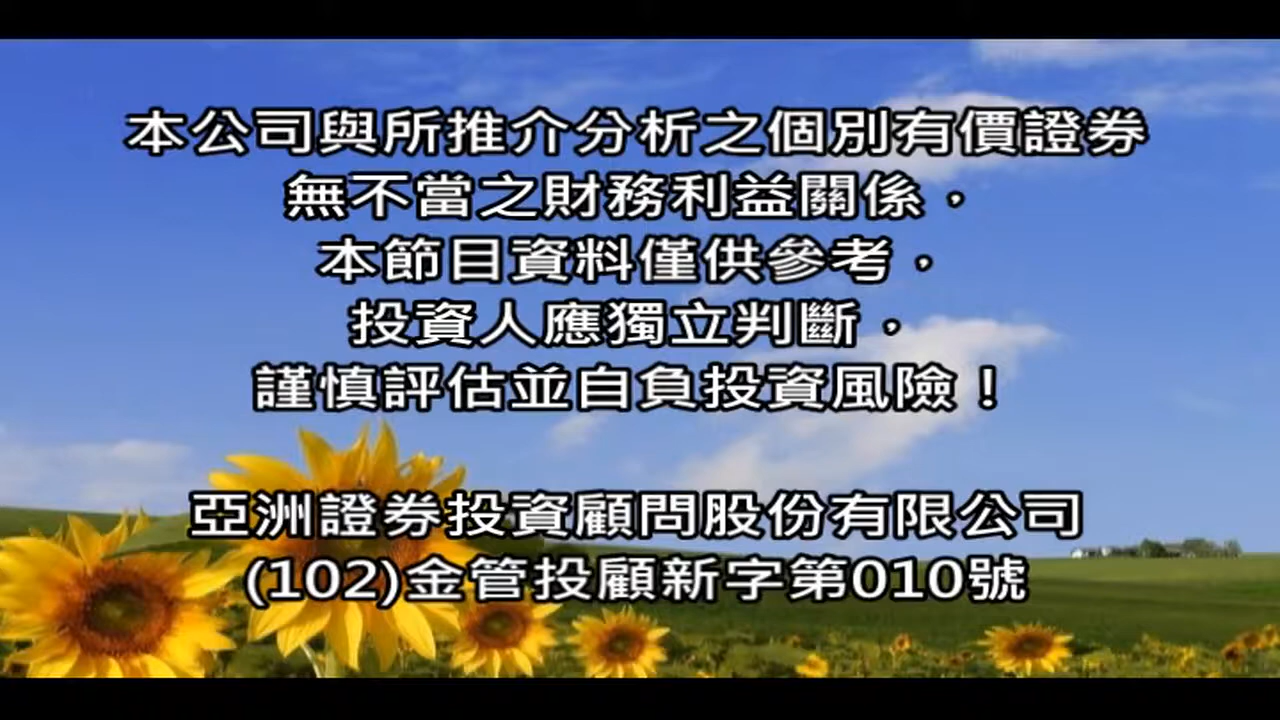 本公司與所推介分析之個別有價證券
無不當之財務利益關係，
本節目資料僅供參考，
投資人應獨立判斷，
謹慎評估並自負投資風險！
亞洲證券投資顧問股份有限公司
(102)金管投顧新字第010號